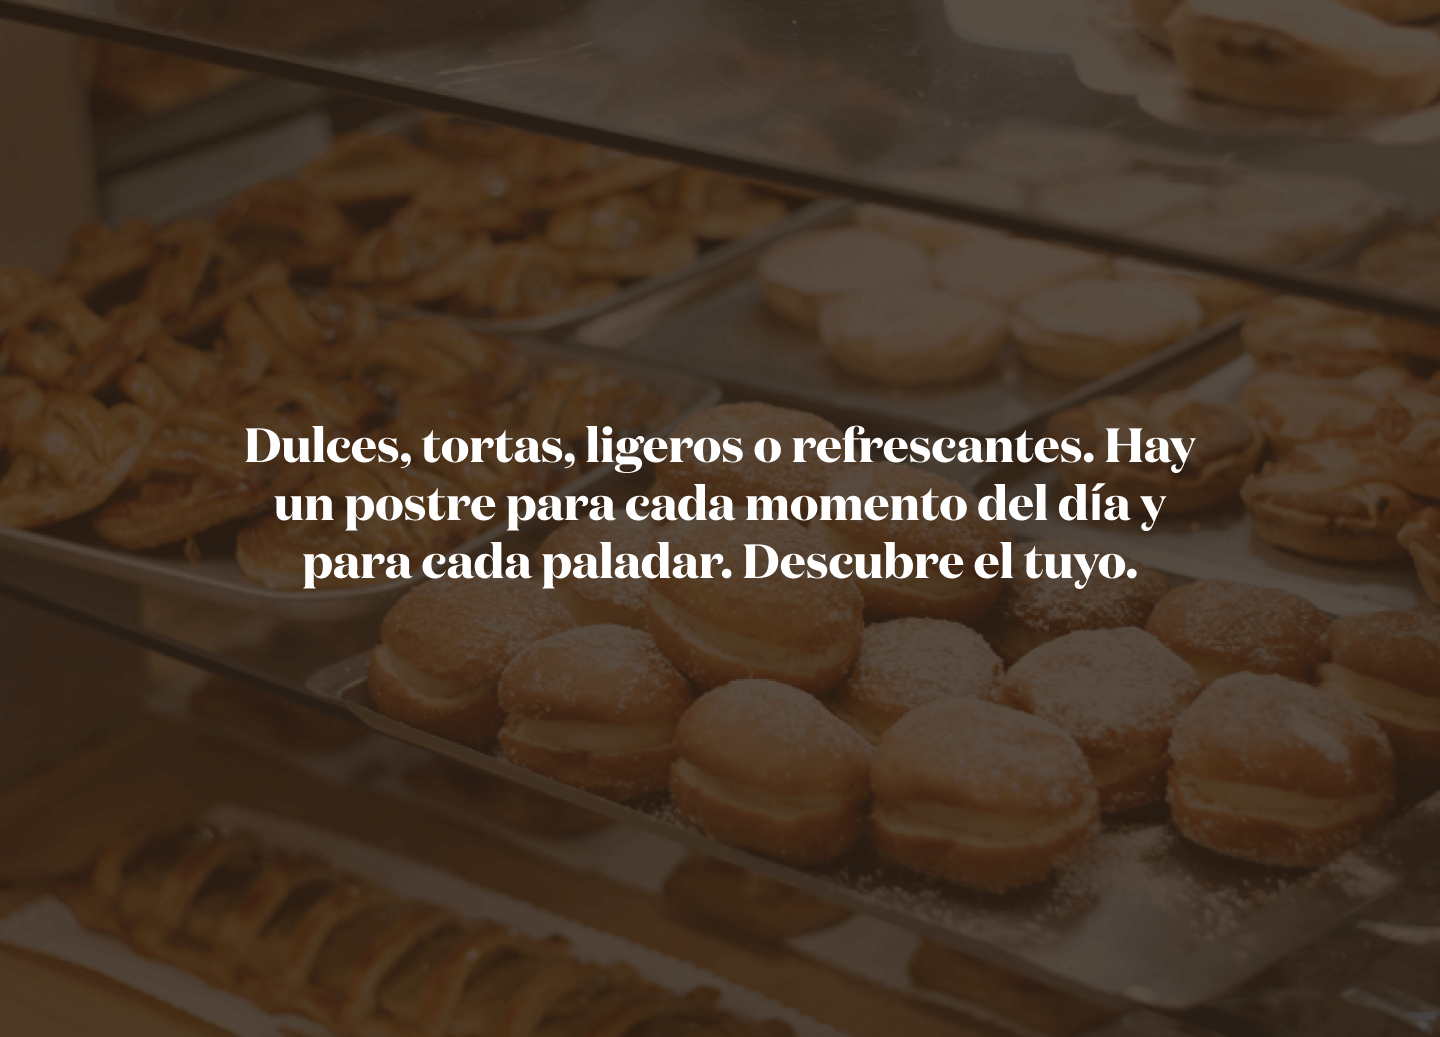 Dulces, tortas, ligeros o refrescantes. Hay
un postre para cada momento del día y
para cada paladar. Descubre el tuyo.